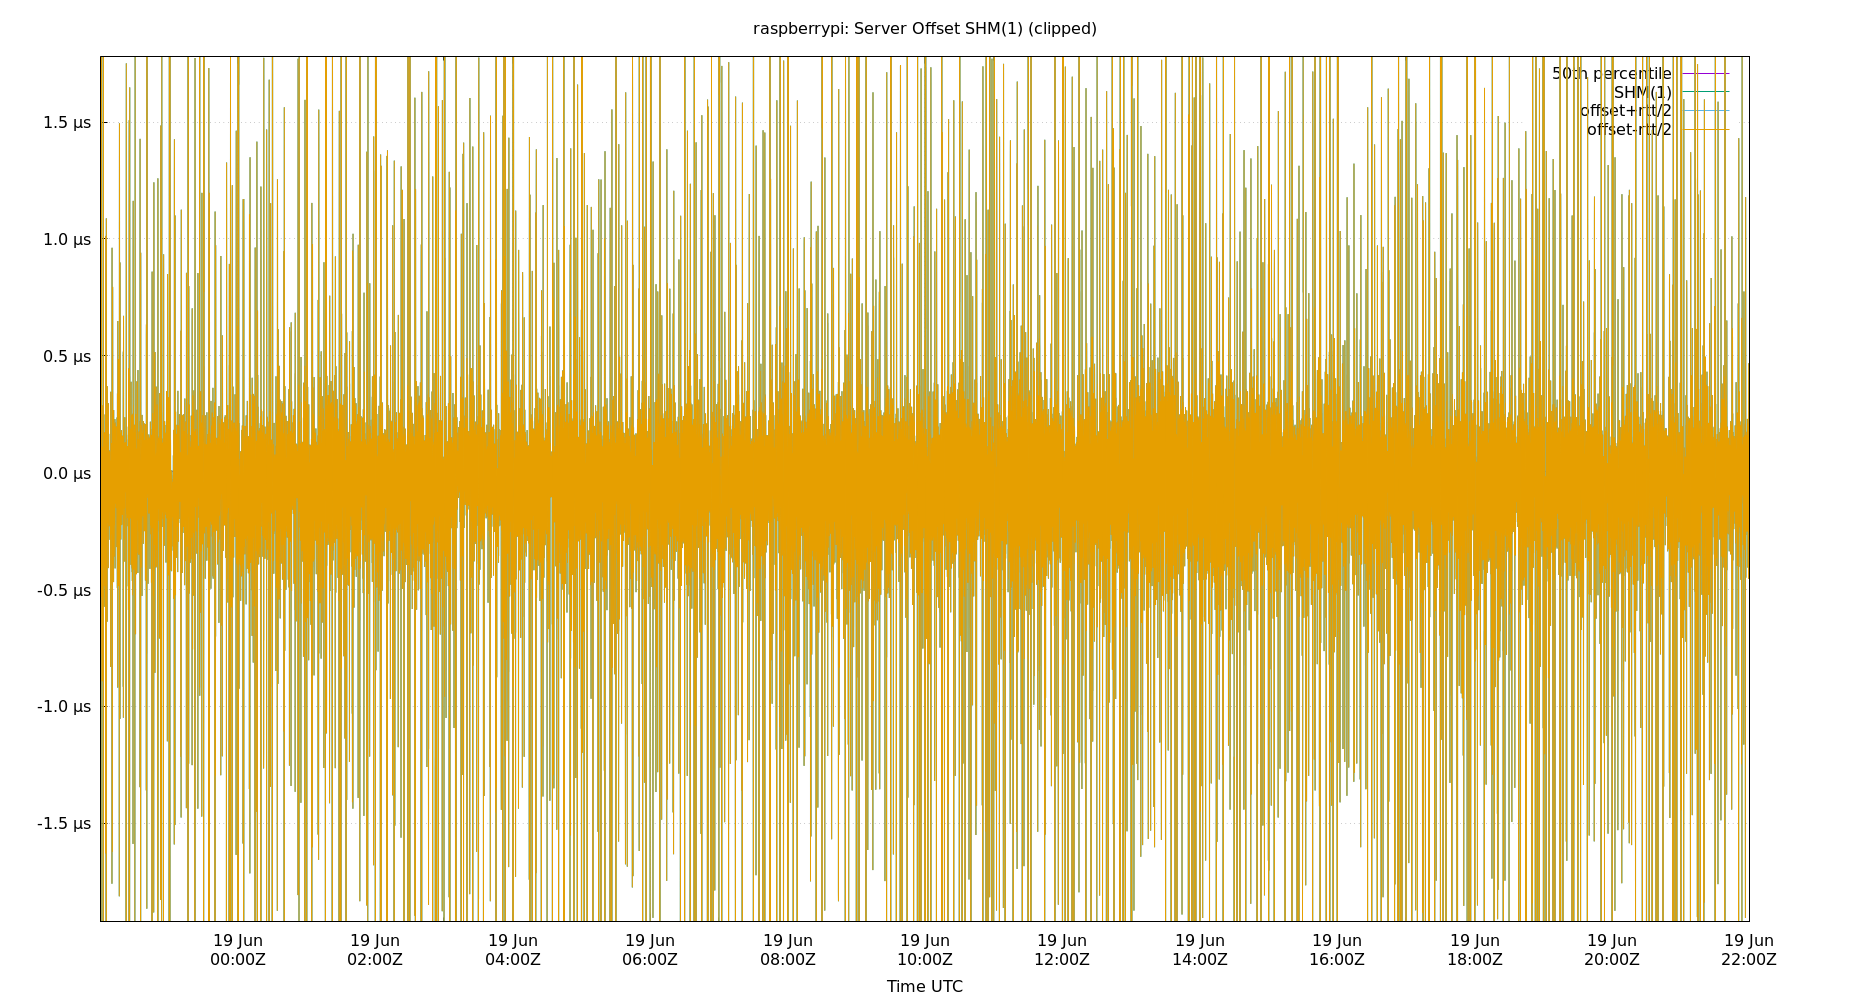 raspberrypi: Server Offset SHM(1) (clipped)
50th percentile
SHM(1)
offset+rtt/2
offset-rtt/2
1.5 µs
1.0 µs
0.5 µs
0.0 µs
-0.5 µs
-1.0 µs
-1.5 µs
19 Jun 19 Jun 19 Jun 19 Jun 19 Jun 19 Jun 19 Jun 19 Jun 19 Jun 19 Jun 19 Jun 19 Jun
00:00Z 02:00Z 04:00Z 06:00Z 08:00Z 10:00Z 12:00Z 14:00Z 16:00Z 18:00Z 20:00Z 22:00Z
Time UTC